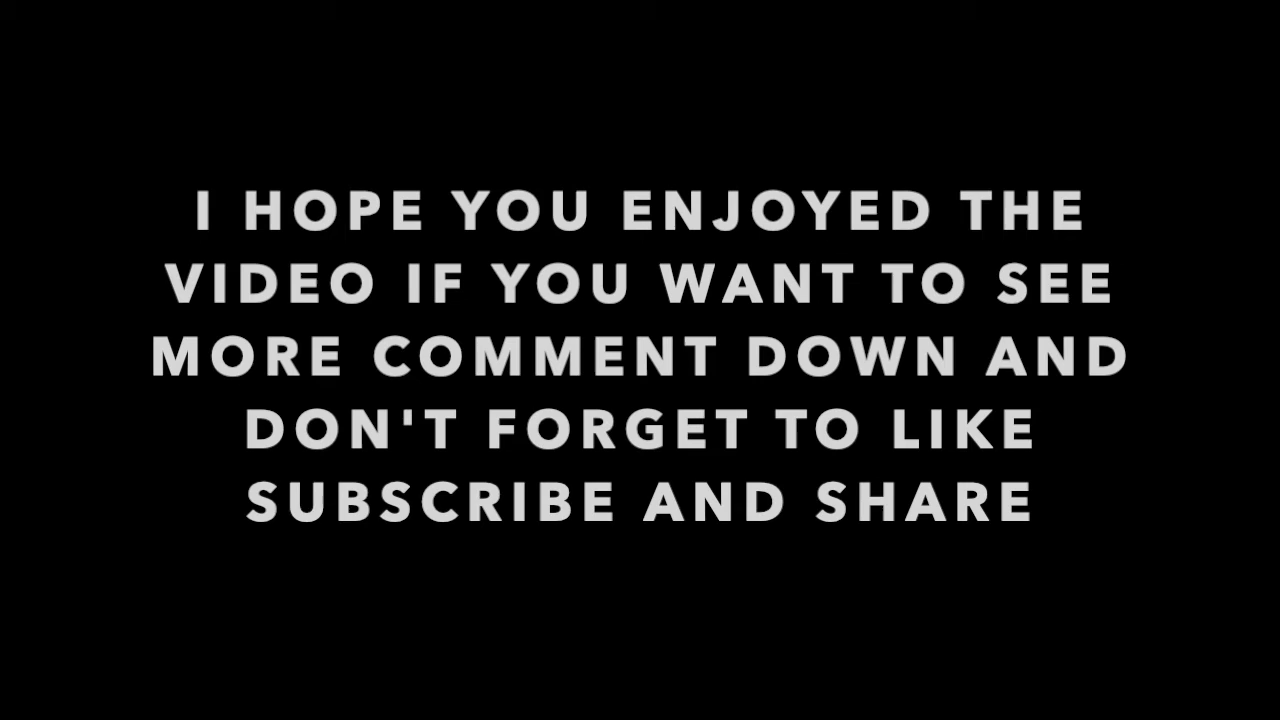 I HOPE YOU ENJOYED THE
VIDEO IF YOU WANT TO SEE
MORE COMMENT DOWN AND
DON'T FORGET TO LIKE
SUBSCRIBE AND SHARE